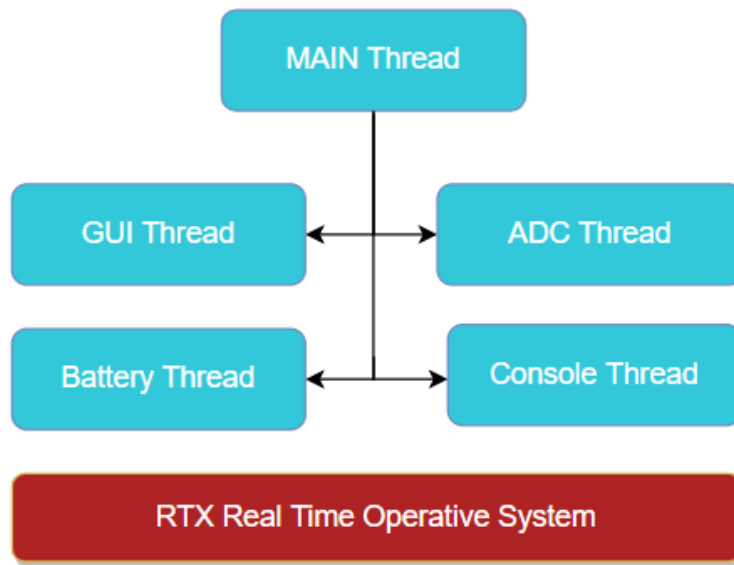 MAIN Thread
GUI Thread
ADC Thread
Battery Thread
Console Thread
RTX Real Time Operative System